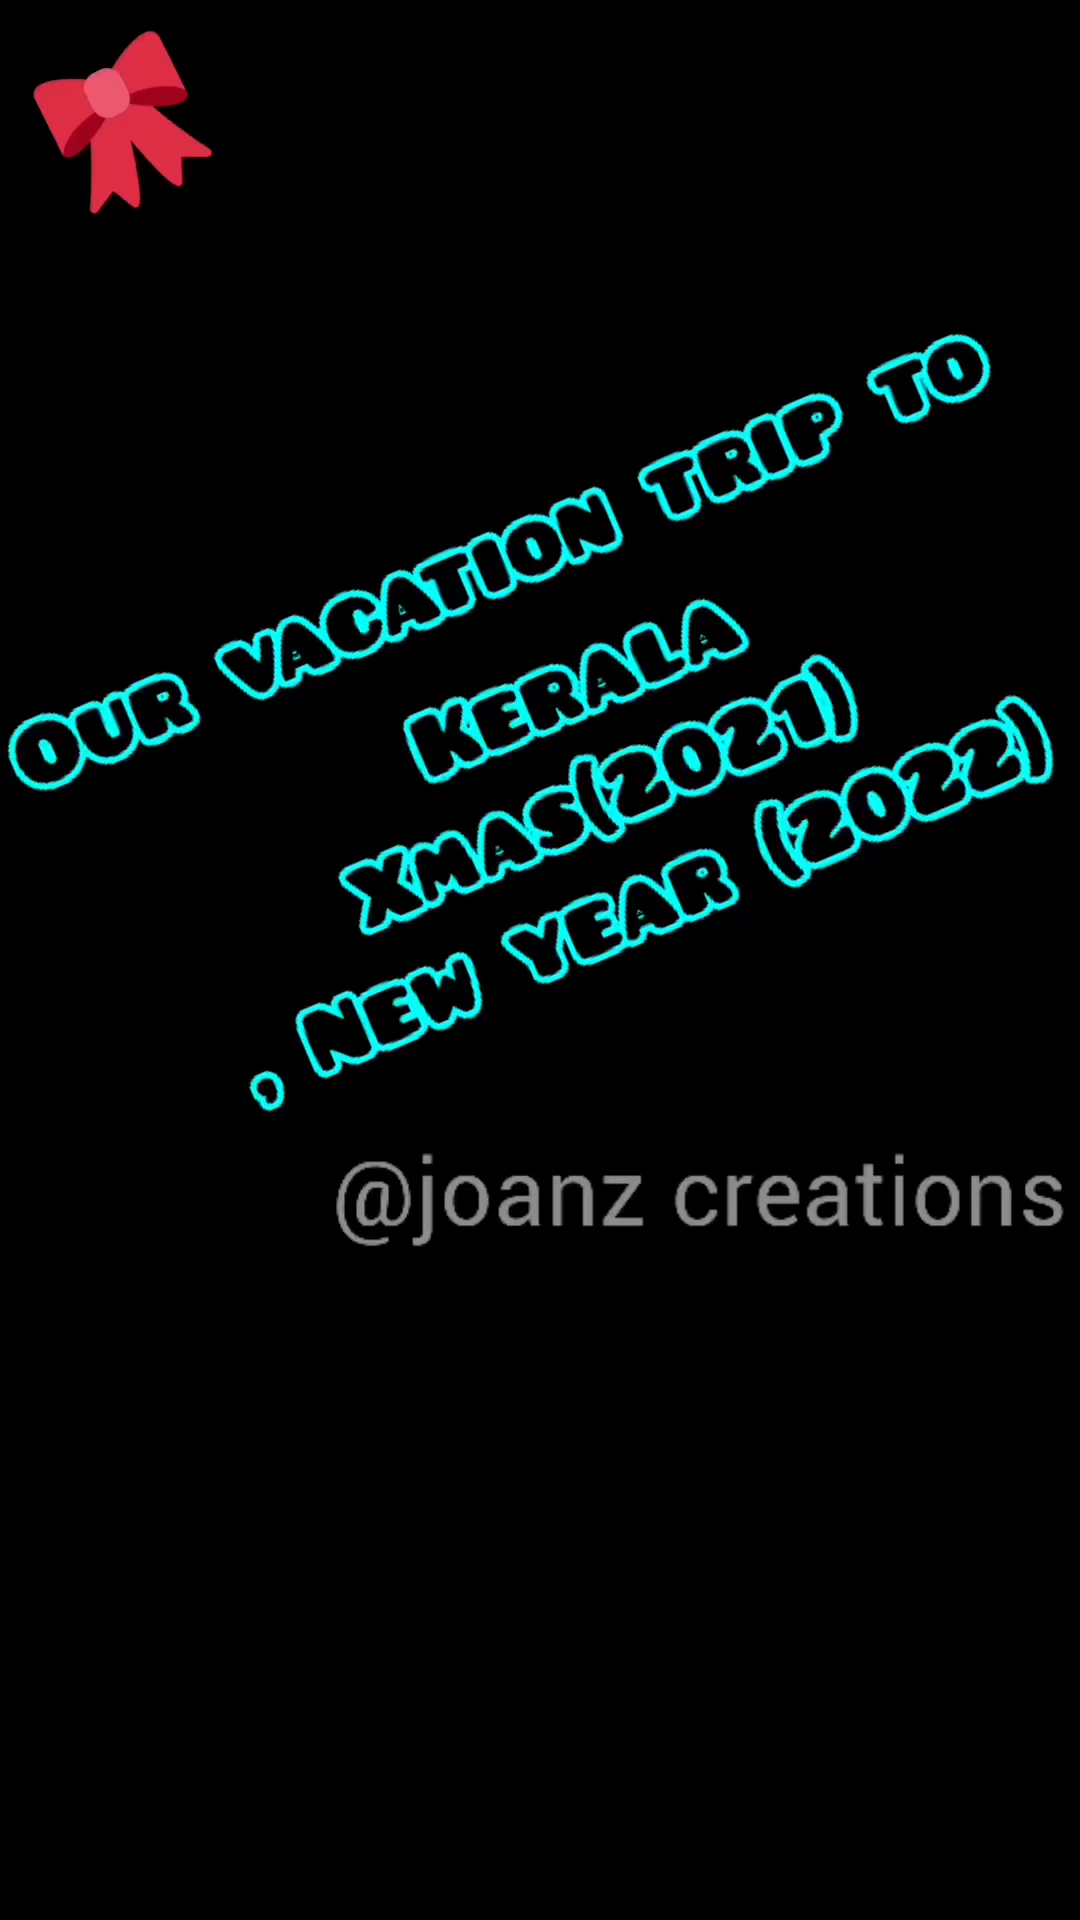 OUR VACATION TRIP TO
KERALA
XMAS(2021)
, NEW YEAR (2022)
@joanz creations